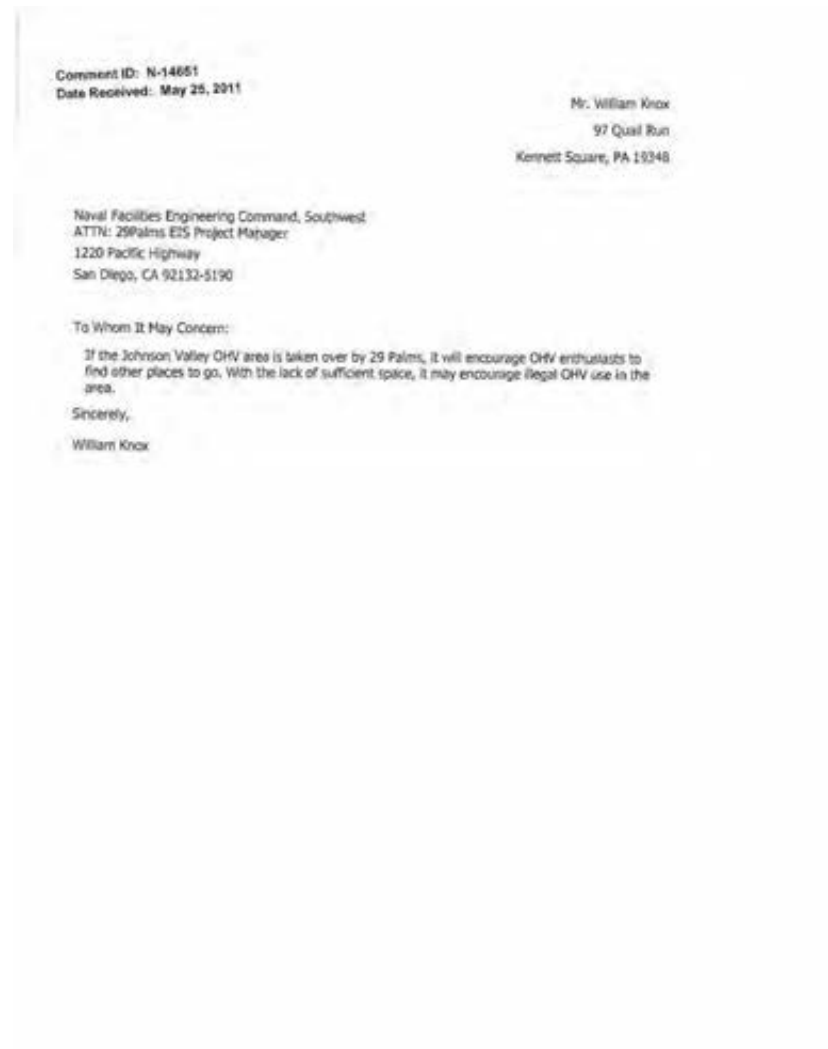 Comment ID: N-14651
Date Received: May 25, 2011
Mr. William Knox
97 Quail Run
Kennett Square, PA 19348
Naval Facilities Engineering Command, Southwest
ATTN: 29Palms EIS Project Manager
1220 Pacific Highway
San Diego, CA 92132-5190
To Whom It May Concern:
If the Johnson Valley OHV area is taken over by 29 Palms, it will encourage OHV enthusiasts to
find other places to go. With the lack of sufficient space, it may encourage illegal OHV use in the
area.
Sincerely,
William Knox